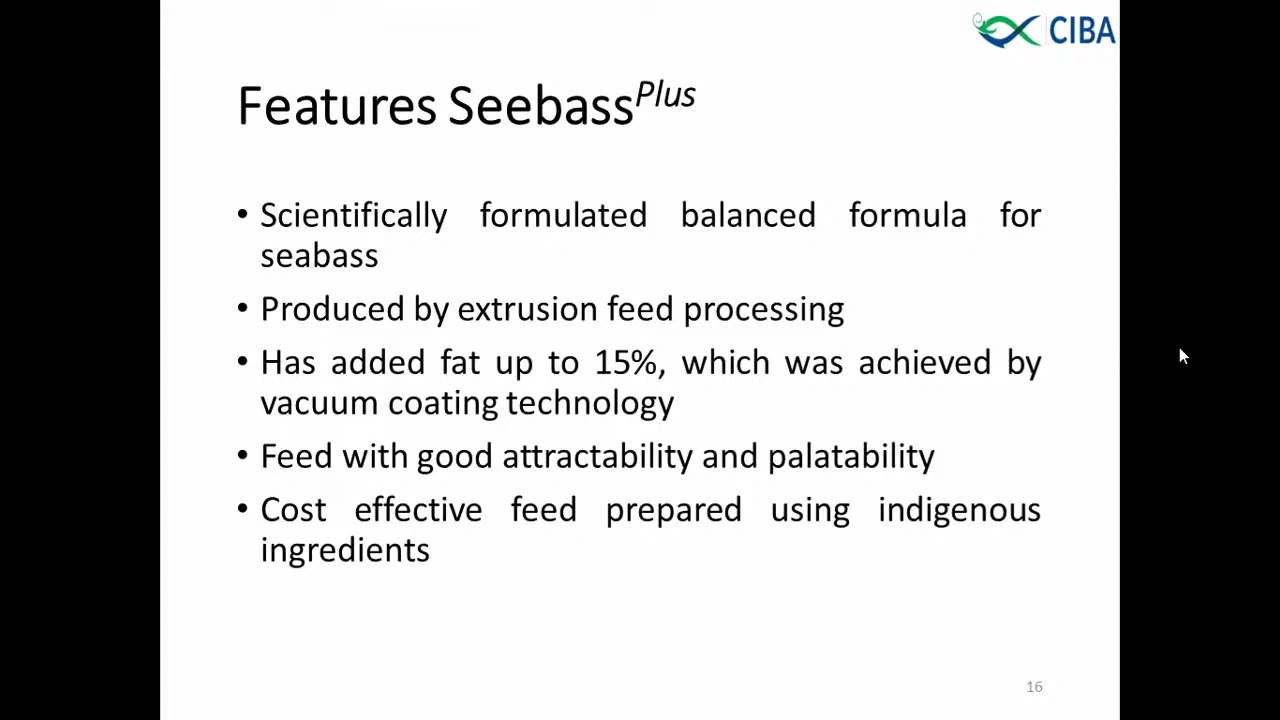 CIBA
Features Seebass Plus
• Scientifically formulated balanced formula for
seabass
• Produced by extrusion feed processing
• Has added fat up to 15%, which was achieved by
vacuum coating technology
• Feed with good attractability and palatability
• Cost effective feed prepared using indigenous
ingredients
16